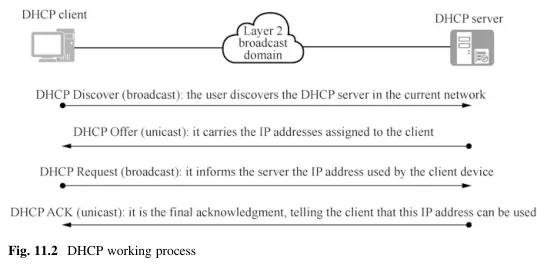 DHCP client
DHCP server
Layer 2
broadcast
domain
DHCP Discover (broadcast): the user discovers the DHCP server in the current network
DHCP Offer (unicast): it carries the IP addresses assigned to the client
DHCP Request (broadcast): it informs the server the IP address used by the client device
DHCP ACK (unicast): it is the final acknowledgment, telling the client that this IP address can be used
Fig. 11.2 DHCP working process